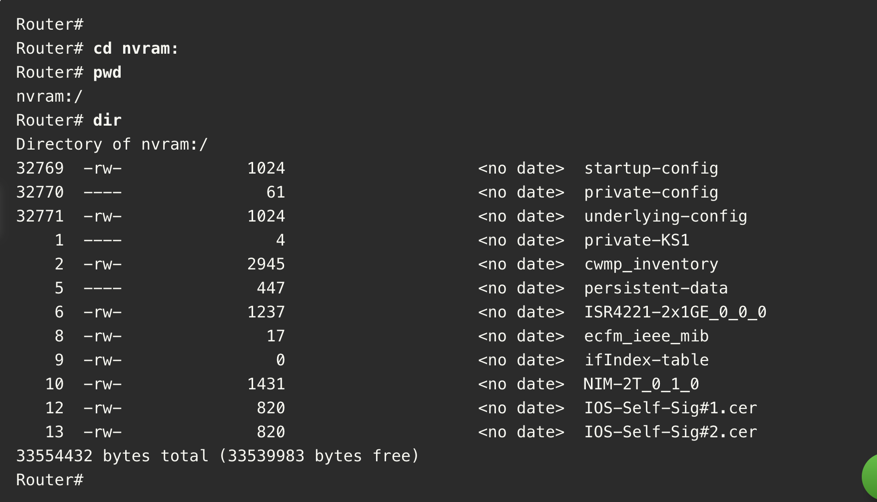 Router#
Router# cd nvram:
Router# pwd
nvram:/
Router# dir
Directory of nvram:/
32769  -rw-             1024                    <no date>  startup-config
32770  ----               61                    <no date>  private-config
32771  -rw-             1024                    <no date>  underlying-config
    1  ----                4                    <no date>  private-KS1
    2  -rw-             2945                    <no date>  cwmp_inventory
    5  ----              447                    <no date>  persistent-data
    6  -rw-             1237                    <no date>  ISR4221-2x1GE_0_0_0
    8  -rw-               17                    <no date>  ecfm_ieee_mib
    9  -rw-                0                    <no date>  ifIndex-table
   10  -rw-             1431                    <no date>  NIM-2T_0_1_0
   12  -rw-              820                    <no date>  IOS-Self-Sig#1.cer
   13  -rw-              820                    <no date>  IOS-Self-Sig#2.cer
33554432 bytes total (33539983 bytes free)
Router#